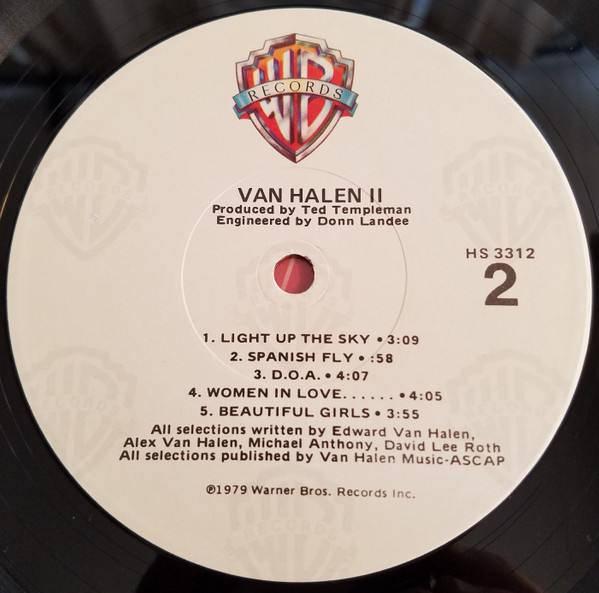 WB
RECORDS
VAN HALEN II
Produced by Ted Templeman
Engineered by Donn Landee
HS 3312
2
1. LIGHT UP THE SKY • 3:09
2. SPANISH FLY • :58
3. D.O.A. • 4:07
4. WOMEN IN LOVE. . . . . . • 4:05
5. BEAUTIFUL GIRLS • 3:55
All selections written by Edward Van Halen,
Alex Van Halen, Michael Anthony, David Lee Roth
All selections published by Van Halen Music-ASCAP
℗1979 Warner Bros. Records Inc.